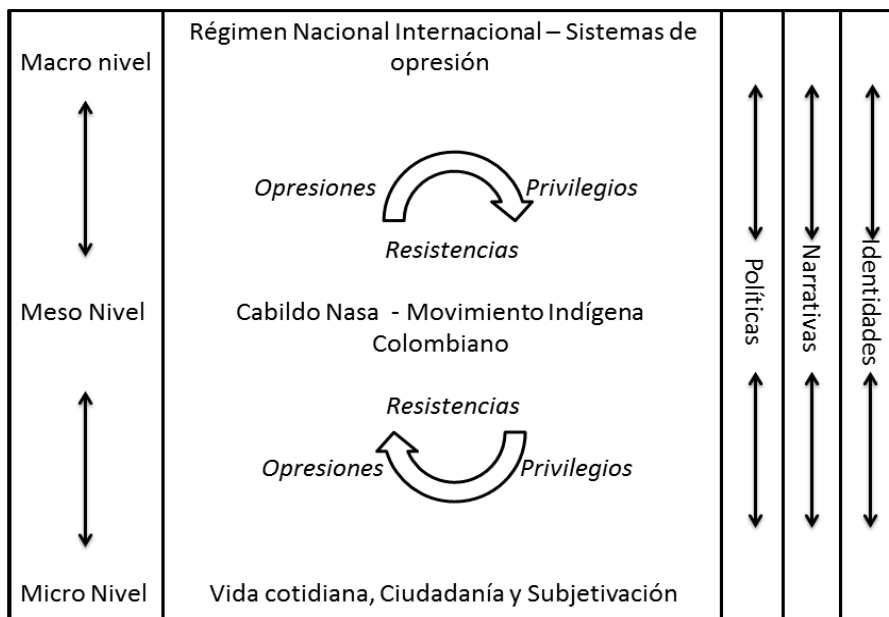 Macro nivel
Régimen Nacional Internacional – Sistemas de
opresión
Opresiones
Privilegios
Resistencias
Meso Nivel
Cabildo Nasa - Movimiento Indígena
Colombiano
Resistencias
Opresiones
Privilegios
Micro Nivel
Vida cotidiana, Ciudadanía y Subjetivación
Políticas
Narrativas
Identidades